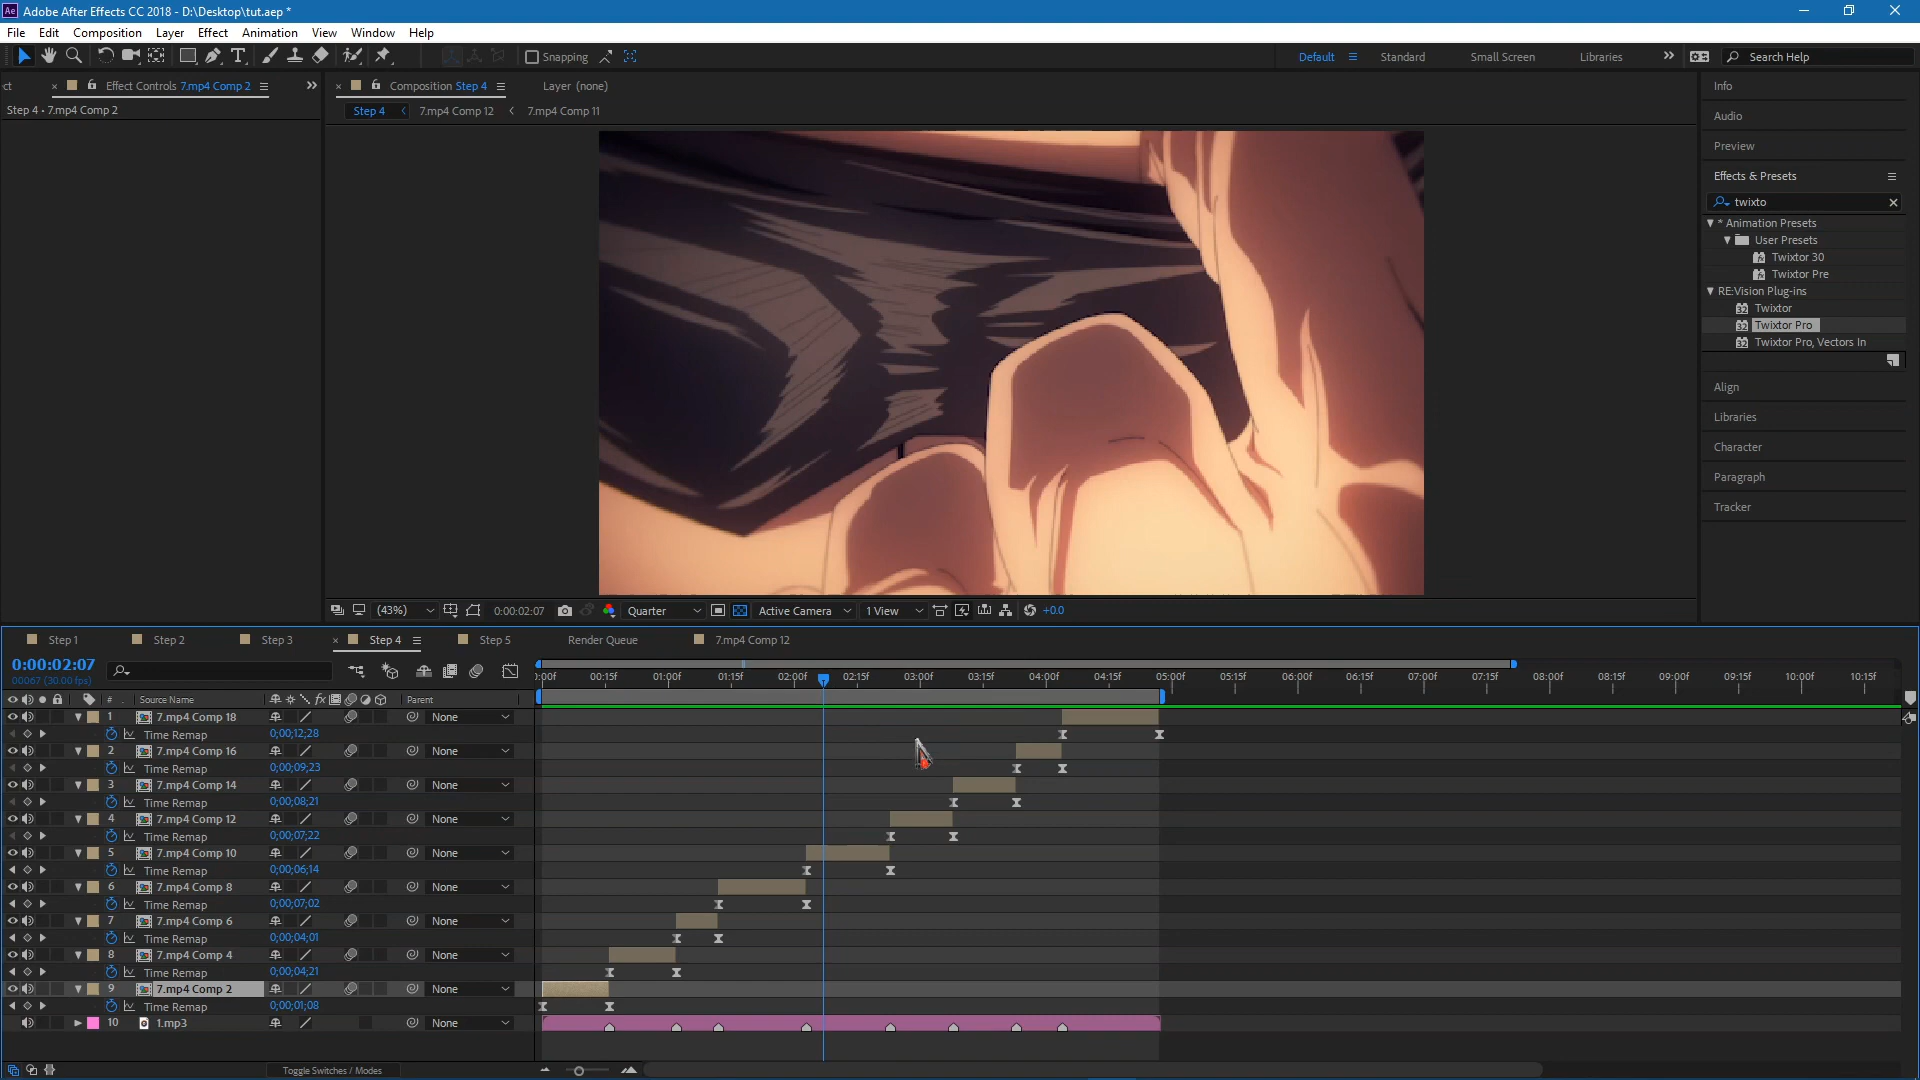 Ae Adobe After Effects CC 2018 - D:\Desktop\tut.aep *
File Edit Composition Layer Effect Animation View Window Help
Snapping Default Standard Small Screen Libraries Search Help
ct Effect Controls 7.mp4 Comp 2 Composition Step 4 Layer (none)
Step 4 • 7.mp4 Comp 2
Step 4 7.mp4 Comp 12 7.mp4 Comp 11
Info
Audio
Preview
Effects & Presets
twixto
* Animation Presets
User Presets
Twixtor 30
Twixtor Pre
RE:Vision Plug-ins
32 Twixtor
32 Twixtor Pro
32 Twixtor Pro, Vectors In
Align
Libraries
Character
Paragraph
Tracker
(43%) 0:00:02:07 Quarter Active Camera 1 View +0.0
Step 1 Step 2 Step 3 Step 4 Step 5 Render Queue 7.mp4 Comp 12
0:00:02:07
00067 (30.00 fps)
:00f 00:15f 01:00f 01:15f 02:00f 02:15f 03:00f 03:15f 04:00f 04:15f 05:00f 05:15f 06:00f 06:15f 07:00f 07:15f 08:00f 08:15f 09:00f 09:15f 10:00f 10:15f
# Source Name fx Parent
1 7.mp4 Comp 18 None
Time Remap 0;00;12;28
2 7.mp4 Comp 16 None
Time Remap 0;00;09;23
3 7.mp4 Comp 14 None
Time Remap 0;00;08;21
4 7.mp4 Comp 12 None
Time Remap 0;00;07;22
5 7.mp4 Comp 10 None
Time Remap 0;00;06;14
6 7.mp4 Comp 8 None
Time Remap 0;00;07;02
7 7.mp4 Comp 6 None
Time Remap 0;00;04;01
8 7.mp4 Comp 4 None
Time Remap 0;00;04;21
9 7.mp4 Comp 2 None
Time Remap 0;00;01;08
10 1.mp3 None
Toggle Switches / Modes